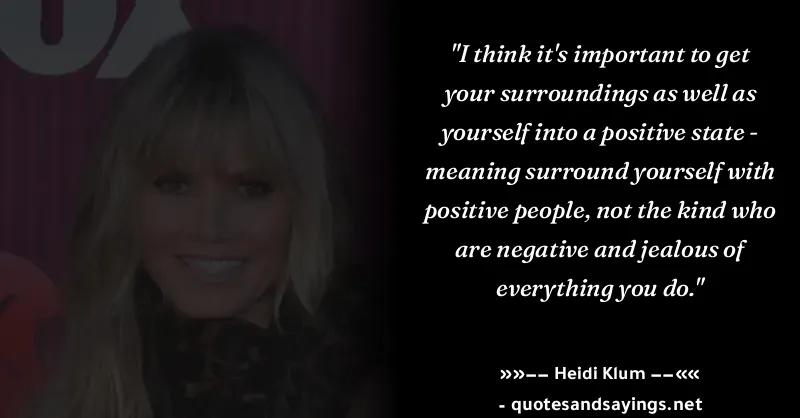 "I think it's important to get
your surroundings as well as
yourself into a positive state -
meaning surround yourself with
positive people, not the kind who
are negative and jealous of
everything you do."
»»-- Heidi Klum --««
- quotesandsayings.net